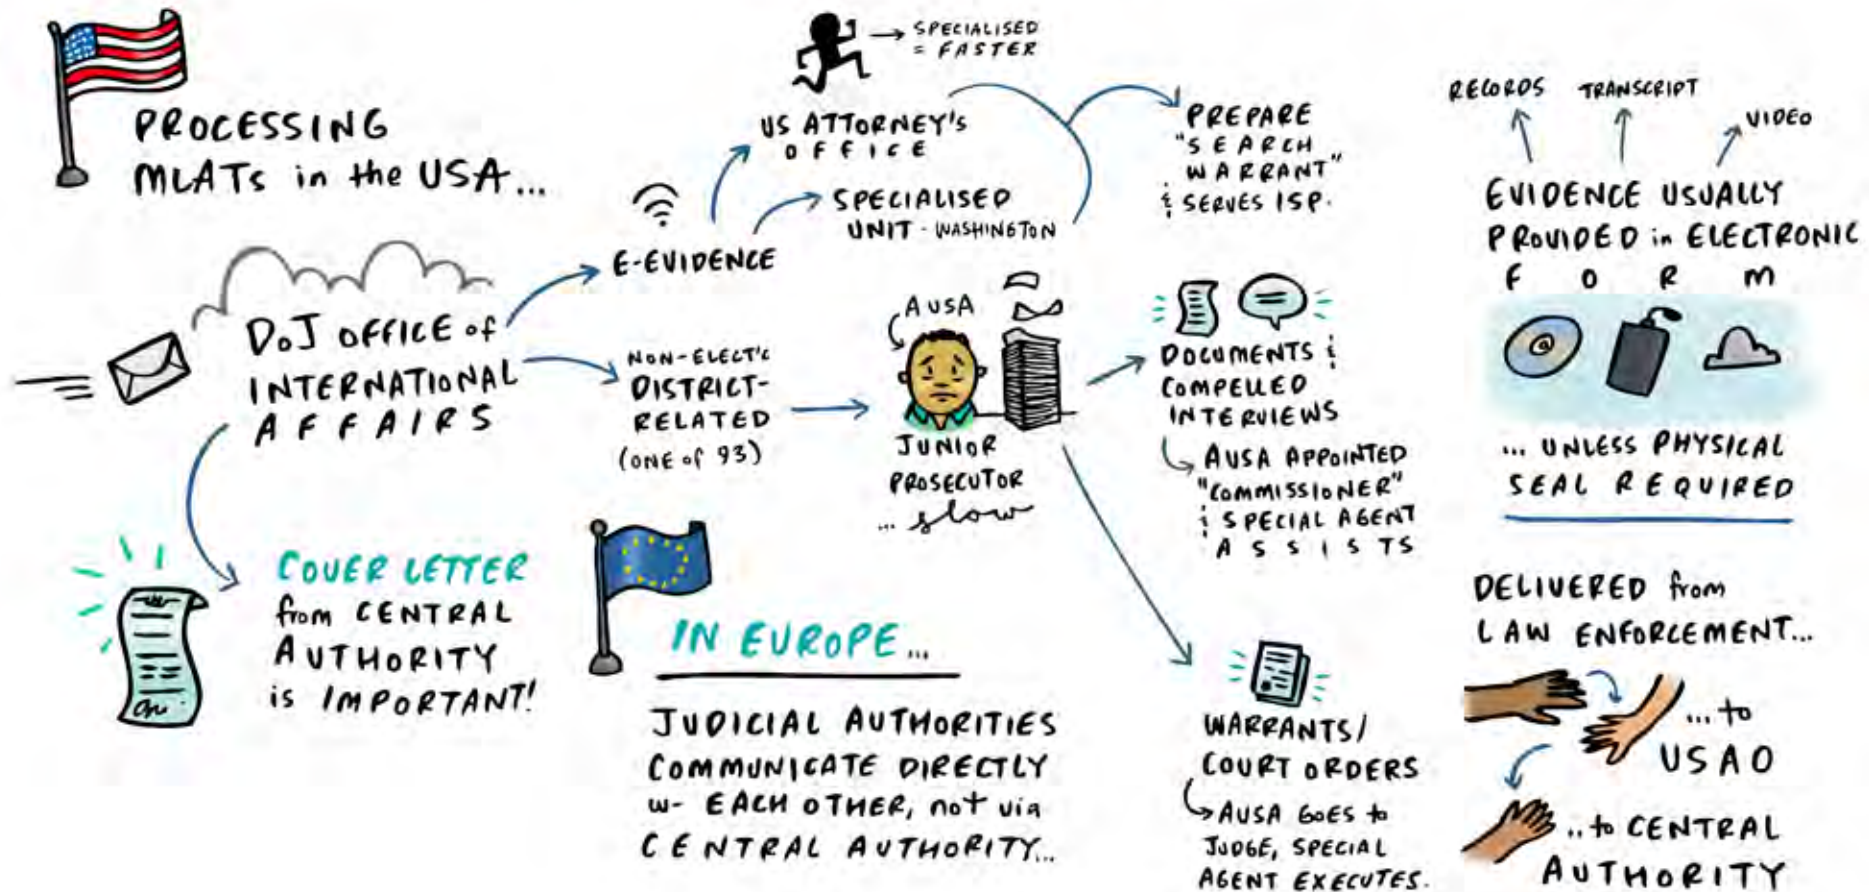 PROCESSING
MLATs in the USA...
DoJ OFFICE of
INTERNATIONAL
AFFAIRS
COVER LETTER
from CENTRAL
AUTHORITY
is IMPORTANT!
E-EVIDENCE
→ SPECIALISED
= FASTER
US ATTORNEY's
OFFICE
SPECIALISED
UNIT - WASHINGTON
PREPARE
"SEARCH
WARRANT"
& SERVES ISP.
NON-ELECT'C
DISTRICT-
RELATED
(ONE of 93)
AUSA
JUNIOR
PROSECUTOR
... slow
DOCUMENTS &
COMPELLED
INTERVIEWS
AUSA APPOINTED
"COMMISSIONER"
& SPECIAL AGENT
ASSISTS
WARRANTS/
COURT ORDERS
AUSA GOES to
JUDGE, SPECIAL
AGENT EXECUTES.
IN EUROPE...
JUDICIAL AUTHORITIES
COMMUNICATE DIRECTLY
w- EACH OTHER, not via
CENTRAL AUTHORITY...
RECORDS
TRANSCRIPT
VIDEO
EVIDENCE USUALLY
PROVIDED in ELECTRONIC
FORM
@
... UNLESS PHYSICAL
SEAL REQUIRED
DELIVERED from
LAW ENFORCEMENT...
... to
USAO
... to CENTRAL
AUTHORITY